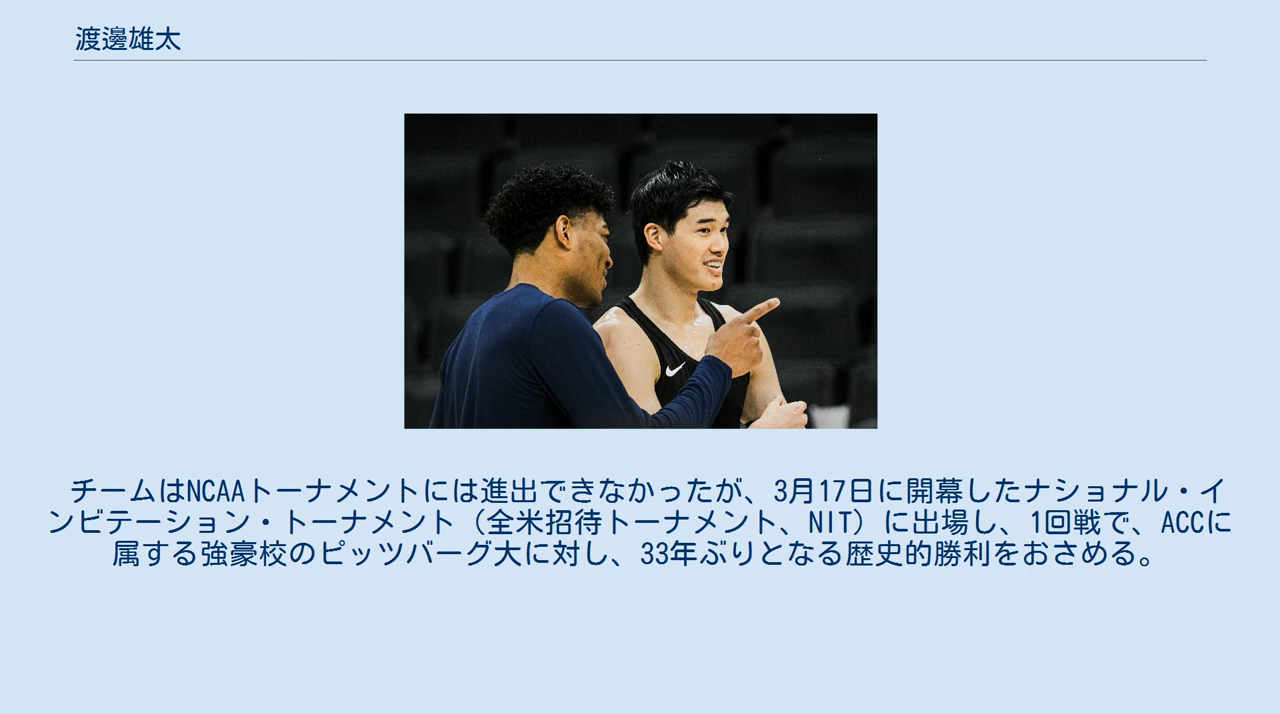 渡邊雄太
チームはNCAAトーナメントには進出できなかったが、3月17日に開幕したナショナル・イ
ンビテーション・トーナメント（全米招待トーナメント、NIT）に出場し、1回戦で、ACCに
属する強豪校のピッツバーグ大に対し、33年ぶりとなる歴史的勝利をおさめる。